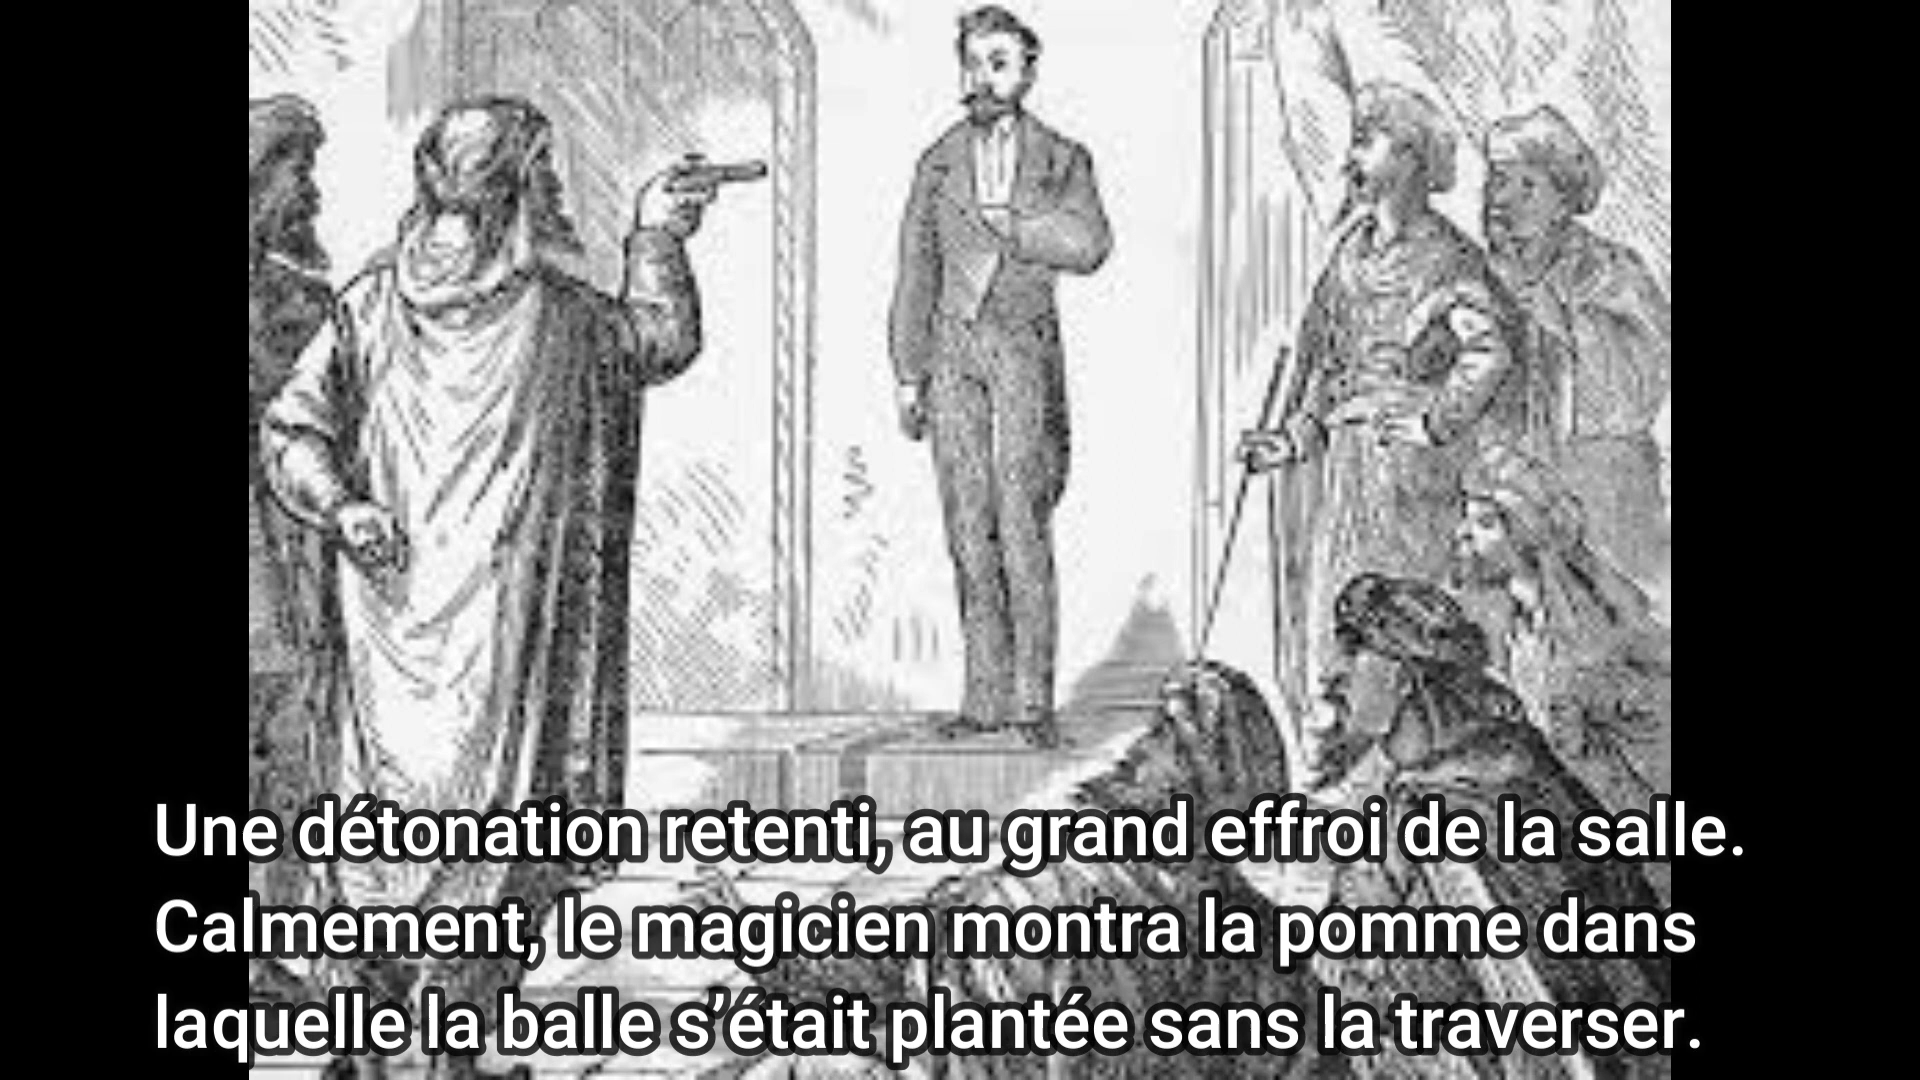 Une détonation retenti, au grand effroi de la salle.
Calmement, le magicien montra la pomme dans
laquelle la balle s’était plantée sans la traverser.